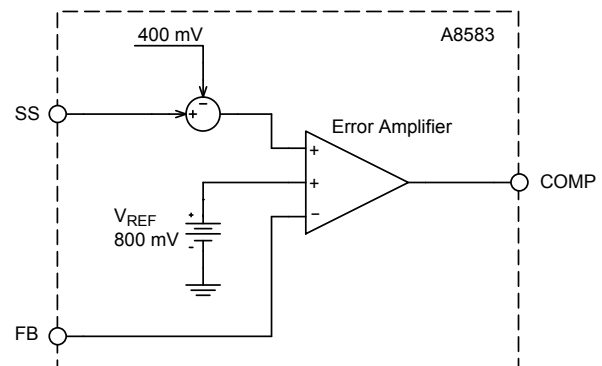 400 mV
A8583
−
SS
+
Error Amplifier
+
+
−
COMP
+
VREF
800 mV
-
FB